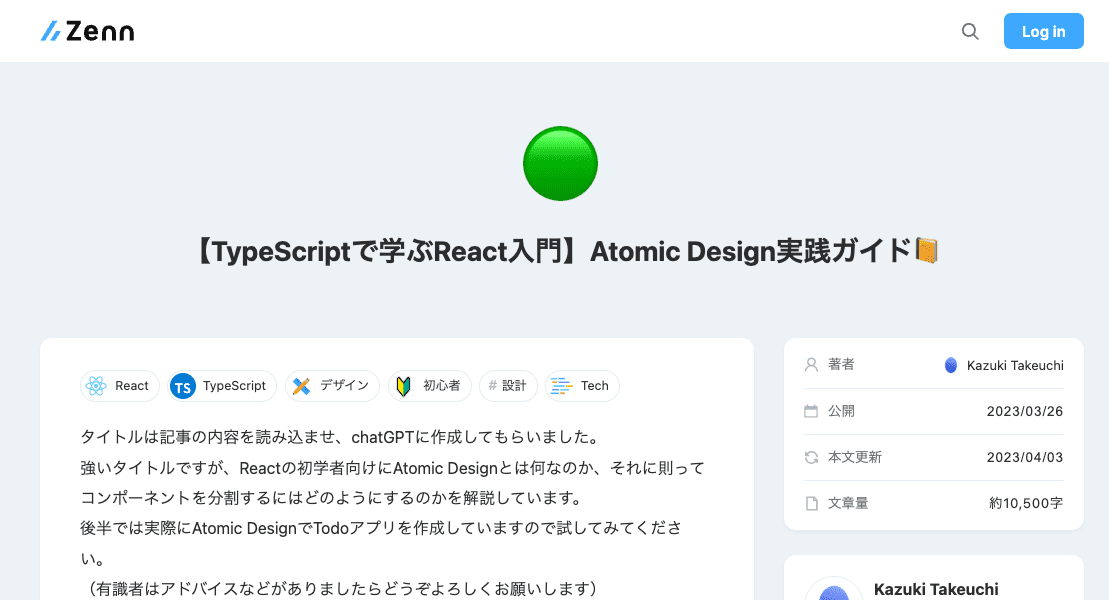 Zenn
Log in
【TypeScriptで学ぶReact入門】Atomic Design実践ガイド
React
TypeScript
デザイン
初心者
# 設計
Tech
タイトルは記事の内容を読み込ませ、chatGPTに作成してもらいました。
強いタイトルですが、Reactの初学者向けにAtomic Designとは何なのか、それに則って
コンポーネントを分割するにはどのようにするのかを解説しています。
後半では実際にAtomic DesignでTodoアプリを作成していますので試してみてくださ
い。
（有識者はアドバイスなどがありましたらどうぞよろしくお願いします）
著者 Kazuki Takeuchi
公開 2023/03/26
本文更新 2023/04/03
文章量 約10,500字
Kazuki Takeuchi